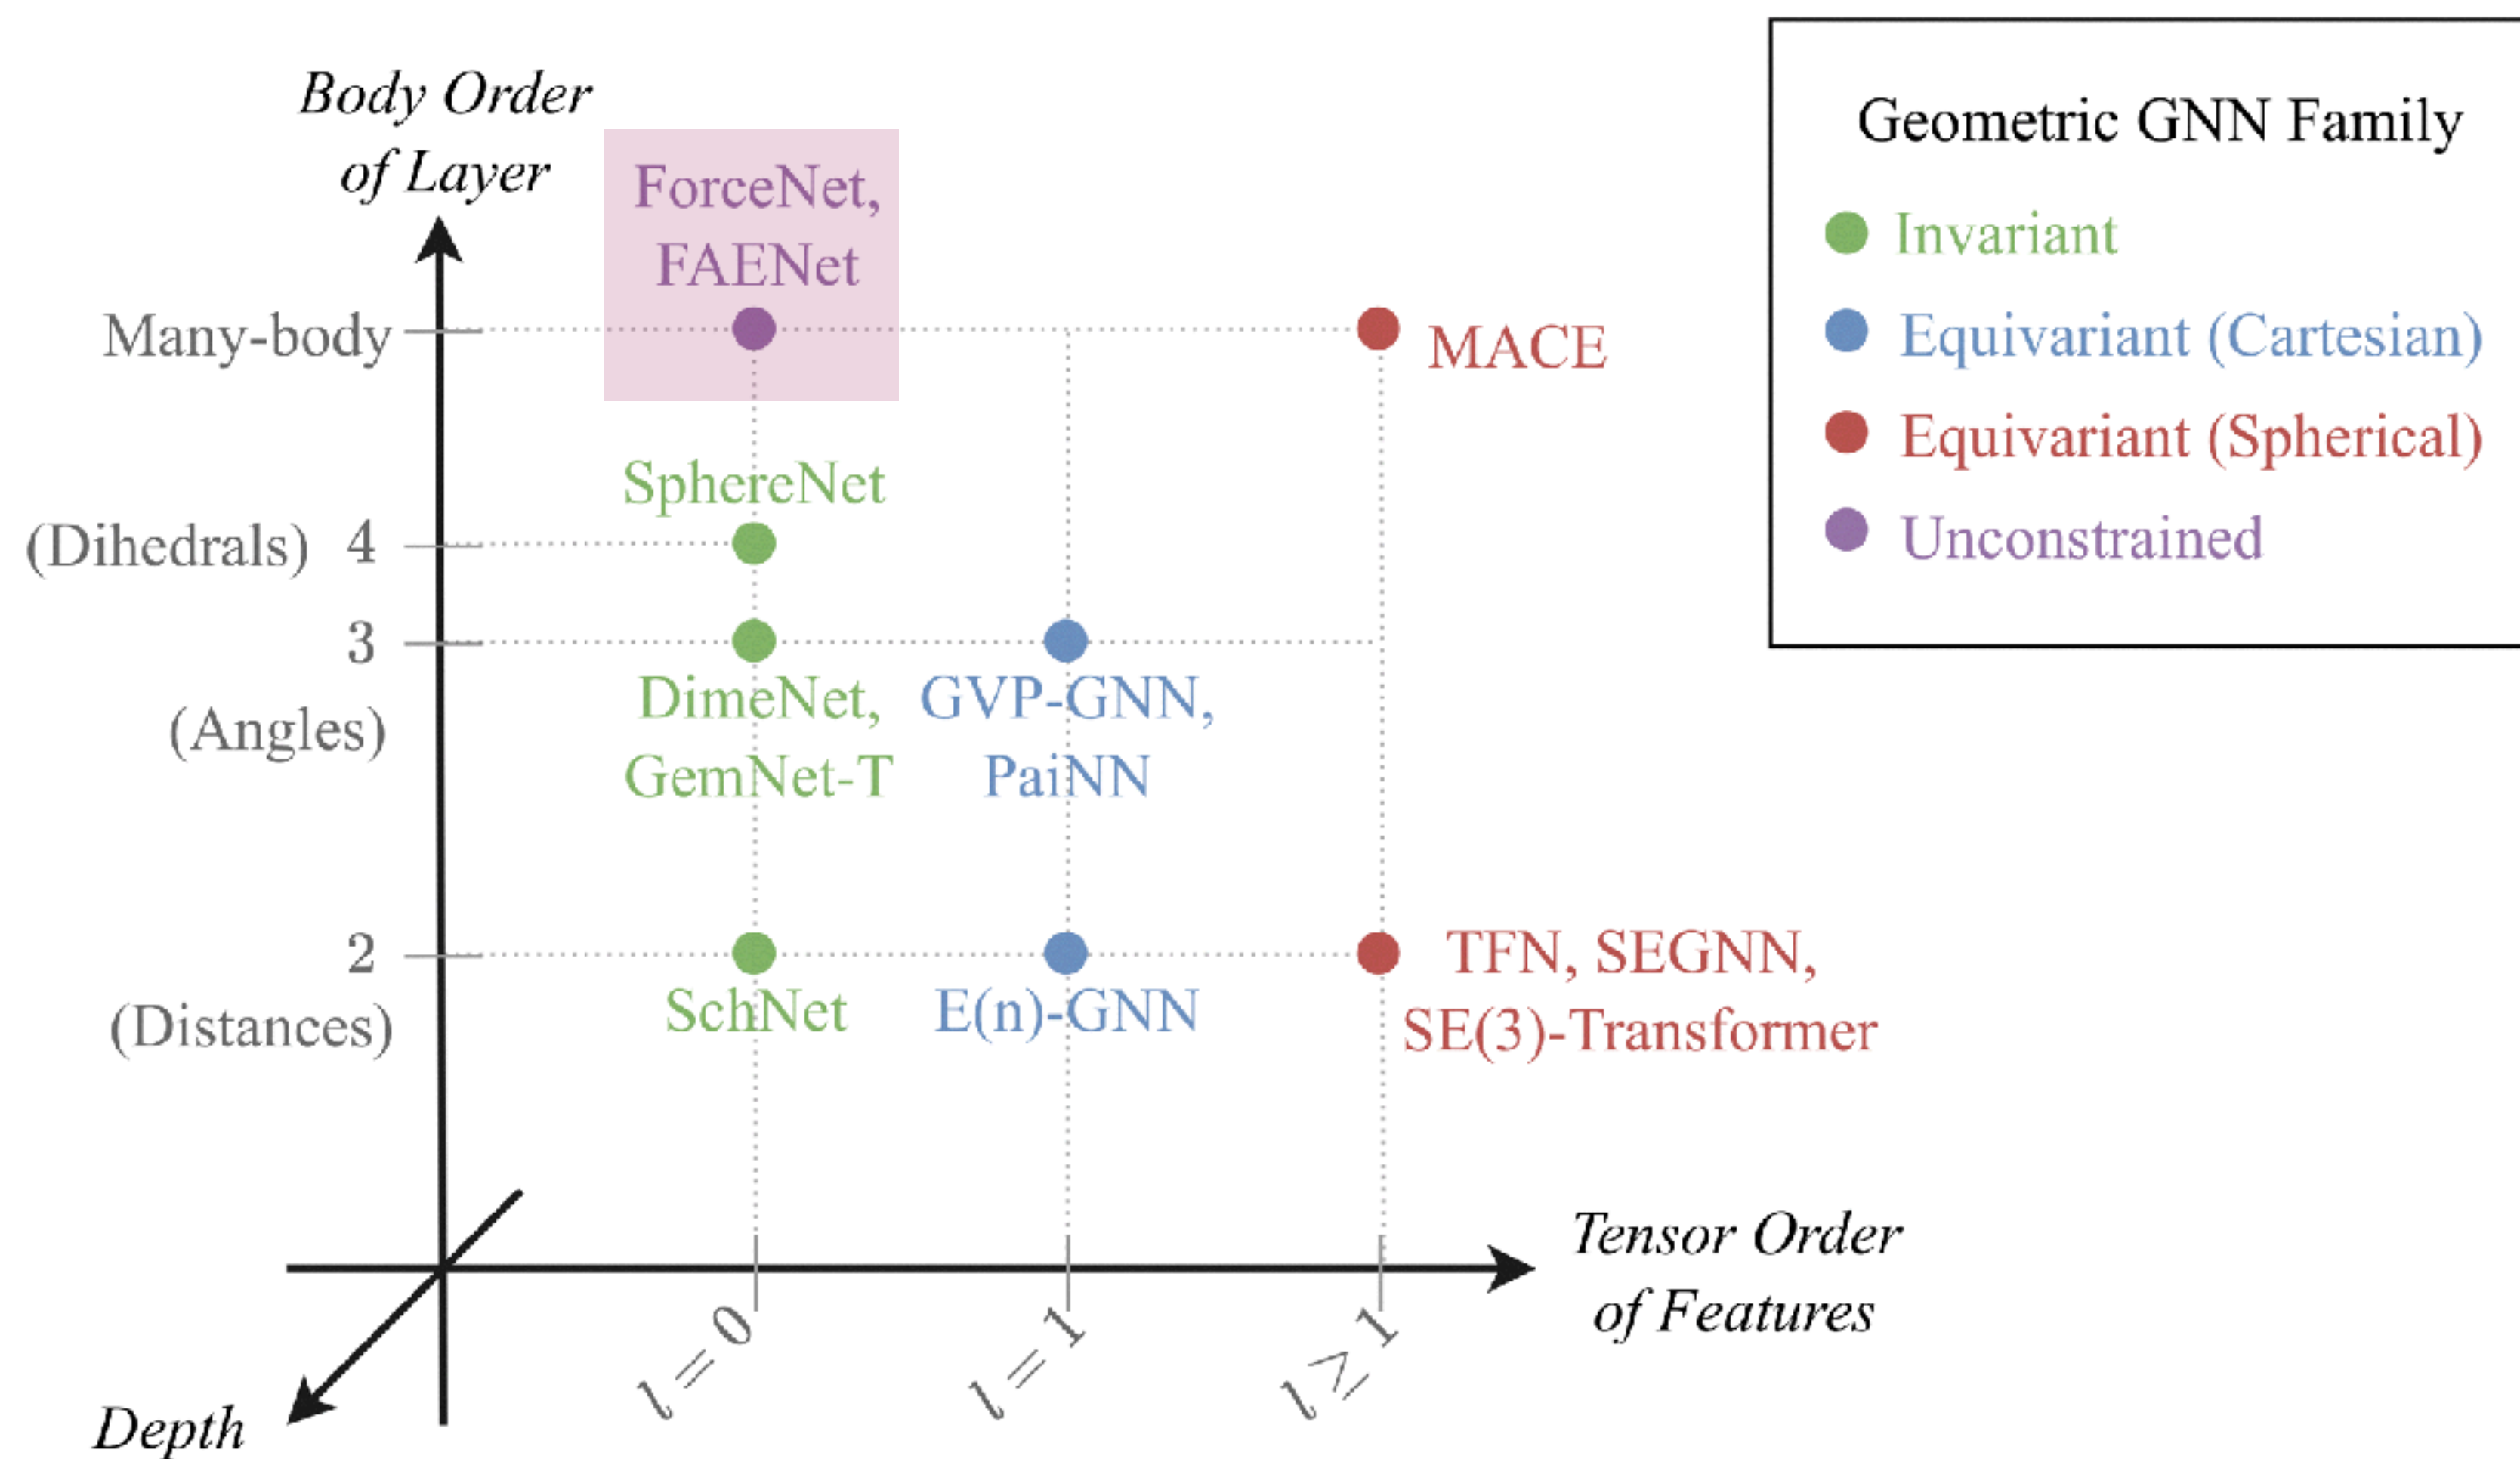 Body Order
of Layer
ForceNet,
FAENet
Many-body
MACE
SphereNet
(Dihedrals) 4
3
(Angles)
DimeNet,
GemNet-T
GVP-GNN,
PaiNN
2
(Distances)
SchNet
E(n)-GNN
TFN, SEGNN,
SE(3)-Transformer
Tensor Order
of Features
l = 0
l = 1
l ≥ 1
Depth
Geometric GNN Family
Invariant
Equivariant (Cartesian)
Equivariant (Spherical)
Unconstrained